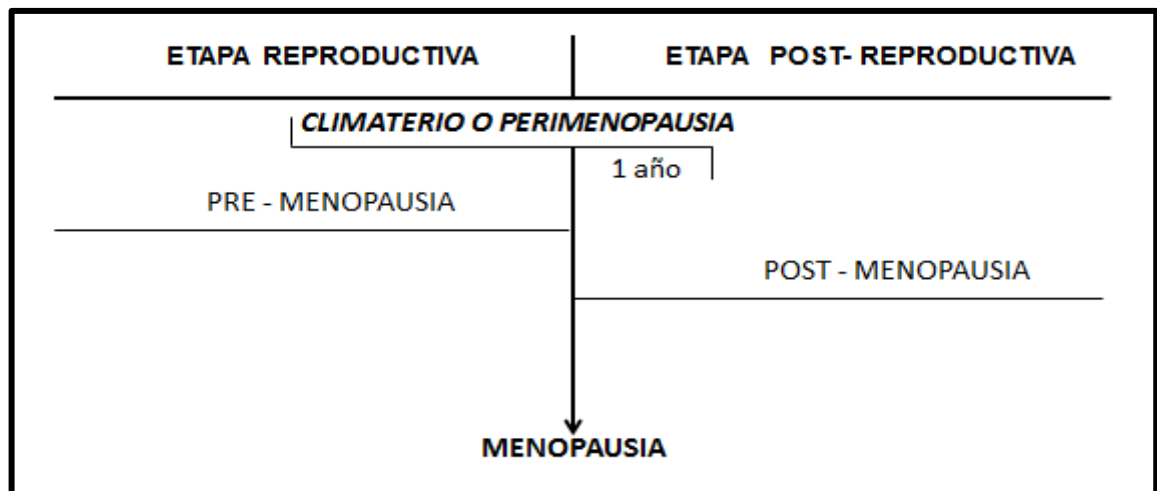 ETAPA REPRODUCTIVA
ETAPA POST- REPRODUCTIVA
CLIMATERIO O PERIMENOPAUSIA
1 año
PRE - MENOPAUSIA
POST - MENOPAUSIA
MENOPAUSIA